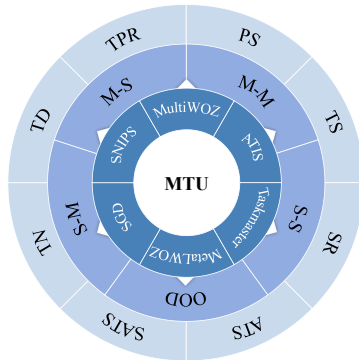 TPR
PS
TS
SR
ATS
SATS
TN
TD
M-S
M-M
S-S
OOD
S-M
MultiWOZ
ATIS
Taskmaster
MetaLWOZ
SGD
SNIPS
MTU